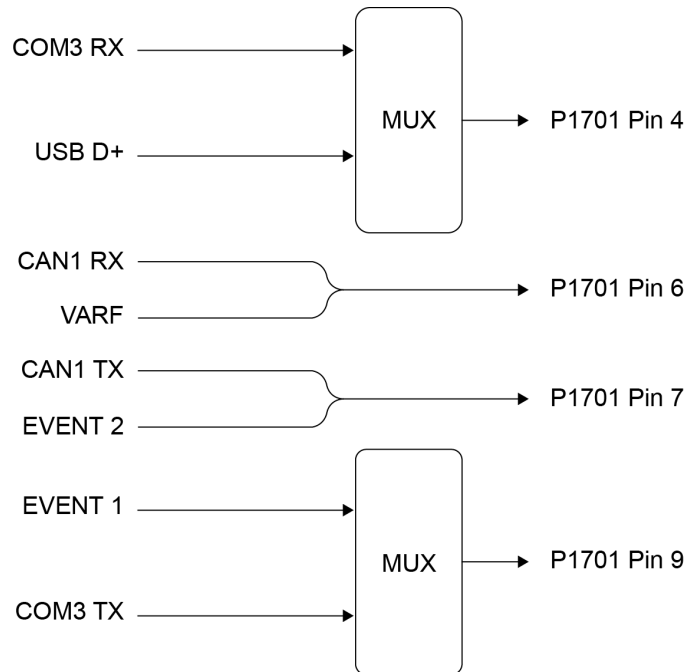 COM3 RX
MUX
P1701 Pin 4
USB D+
CAN1 RX
P1701 Pin 6
VARF
CAN1 TX
P1701 Pin 7
EVENT 2
EVENT 1
MUX
P1701 Pin 9
COM3 TX